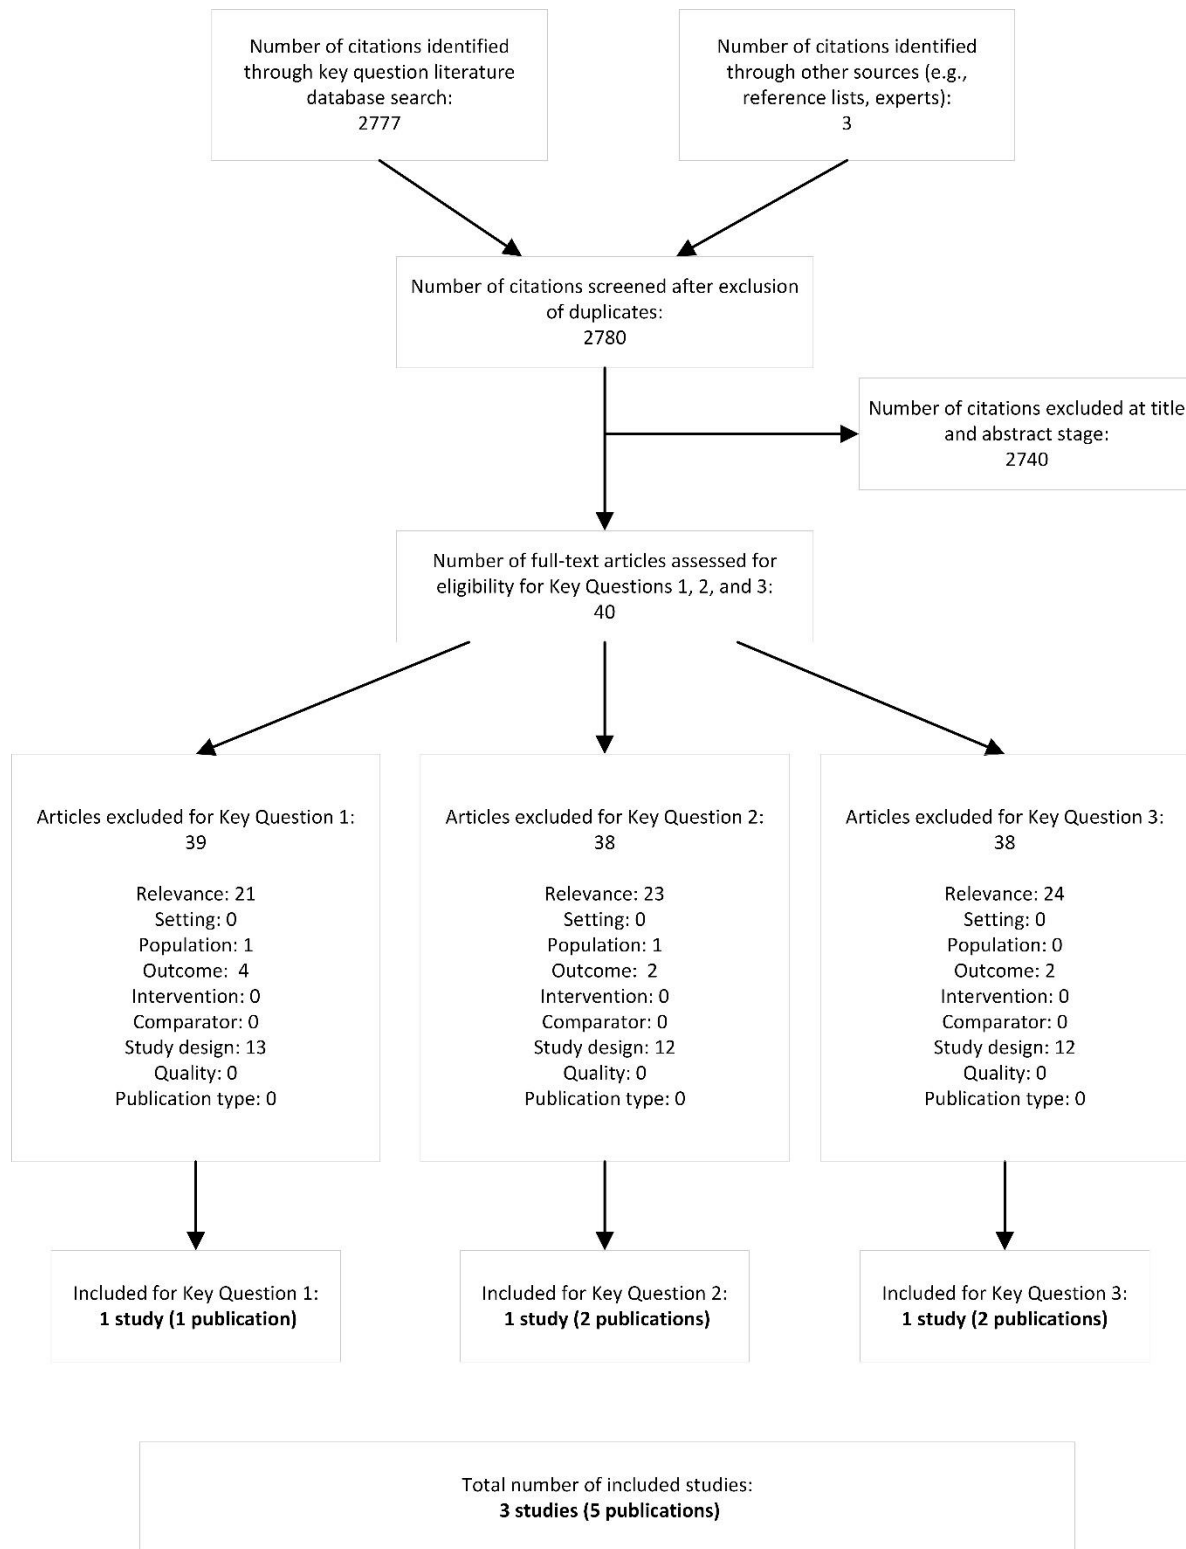 Number of citations identified
through key question literature
database search:
2777
Number of citations identified
through other sources (e.g.,
reference lists, experts):
3
Number of citations screened after exclusion
of duplicates:
2780
Number of citations excluded at title
and abstract stage:
2740
Number of full-text articles assessed for
eligibility for Key Questions 1, 2, and 3:
40
Articles excluded for Key Question 1:
39
Relevance: 21
Setting: 0
Population: 1
Outcome: 4
Intervention: 0
Comparator: 0
Study design: 13
Quality: 0
Publication type: 0
Articles excluded for Key Question 2:
38
Relevance: 23
Setting: 0
Population: 1
Outcome: 2
Intervention: 0
Comparator: 0
Study design: 12
Quality: 0
Publication type: 0
Articles excluded for Key Question 3:
38
Relevance: 24
Setting: 0
Population: 0
Outcome: 2
Intervention: 0
Comparator: 0
Study design: 12
Quality: 0
Publication type: 0
Included for Key Question 1:
1 study (1 publication)
Included for Key Question 2:
1 study (2 publications)
Included for Key Question 3:
1 study (2 publications)
Total number of included studies:
3 studies (5 publications)